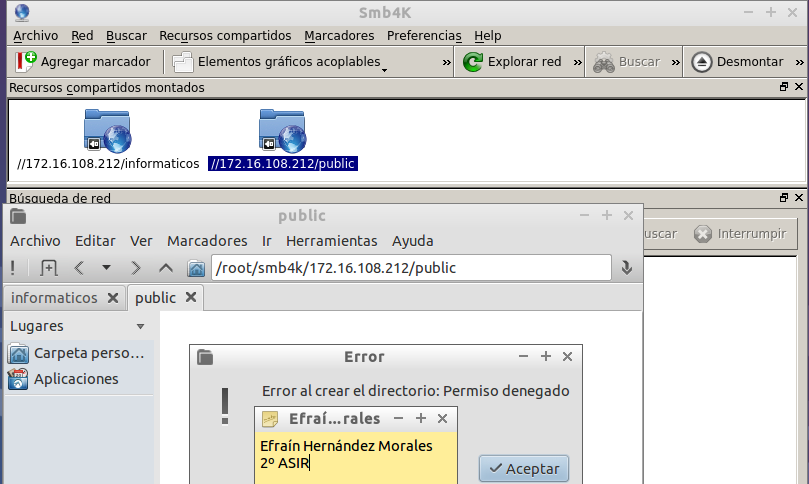 Smb4K
Archivo Red Buscar Recursos compartidos Marcadores Preferencias Help
Agregar marcador Elementos gráficos acoplables » Explorar red » Buscar » Desmontar »
Recursos compartidos montados
//172.16.108.212/informaticos //172.16.108.212/public
Búsqueda de red
public
uscar Interrumpir
Archivo Editar Ver Marcadores Ir Herramientas Ayuda
/root/smb4k/172.16.108.212/public
informaticos public
Lugares
Carpeta perso...
Aplicaciones
Error
Error al crear el directorio: Permiso denegado
Efraí...rales
Efraín Hernández Morales
2º ASIR
Aceptar